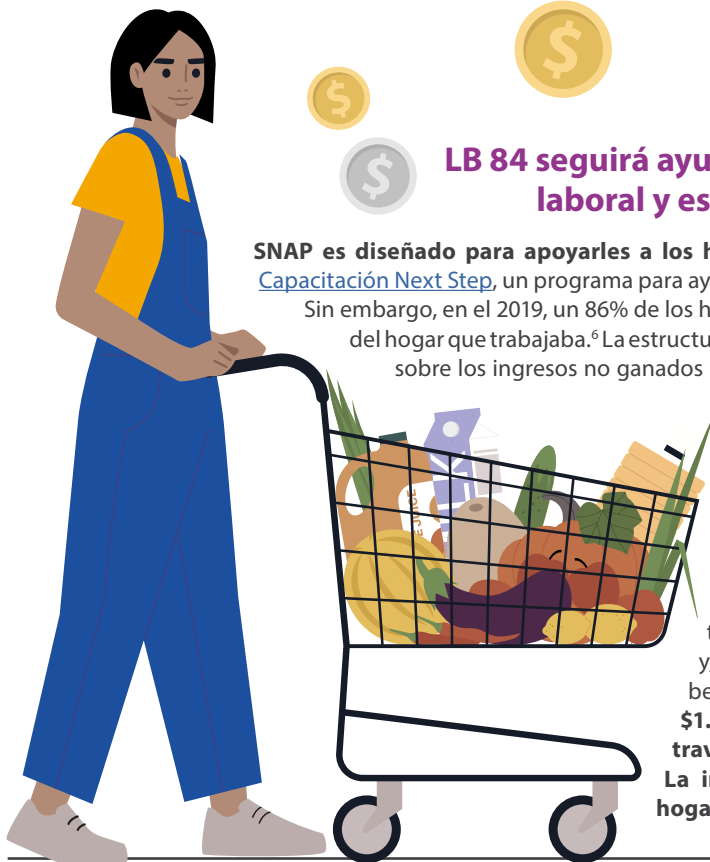 LB 84 seguirá ayu
laboral y es
SNAP es diseñado para apoyarles a los h
Capacitación Next Step, un programa para ay
Sin embargo, en el 2019, un 86% de los h
del hogar que trabajaba.⁶ La estructu
sobre los ingresos no ganados
$
$
$
E JUICE
t
y,
be
$1.
trav
La i
hoga